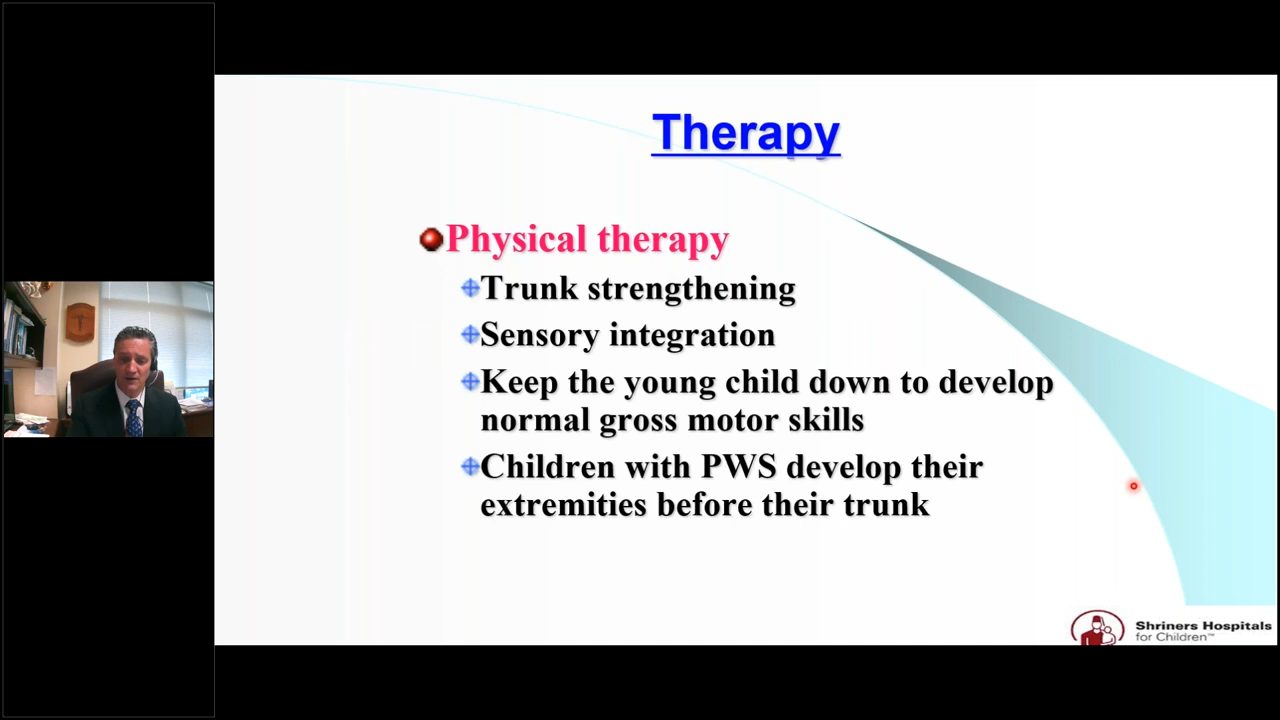 Therapy
Physical therapy
Trunk strengthening
Sensory integration
Keep the young child down to develop
normal gross motor skills
Children with PWS develop their
extremities before their trunk
Shriners Hospitals
for Children™